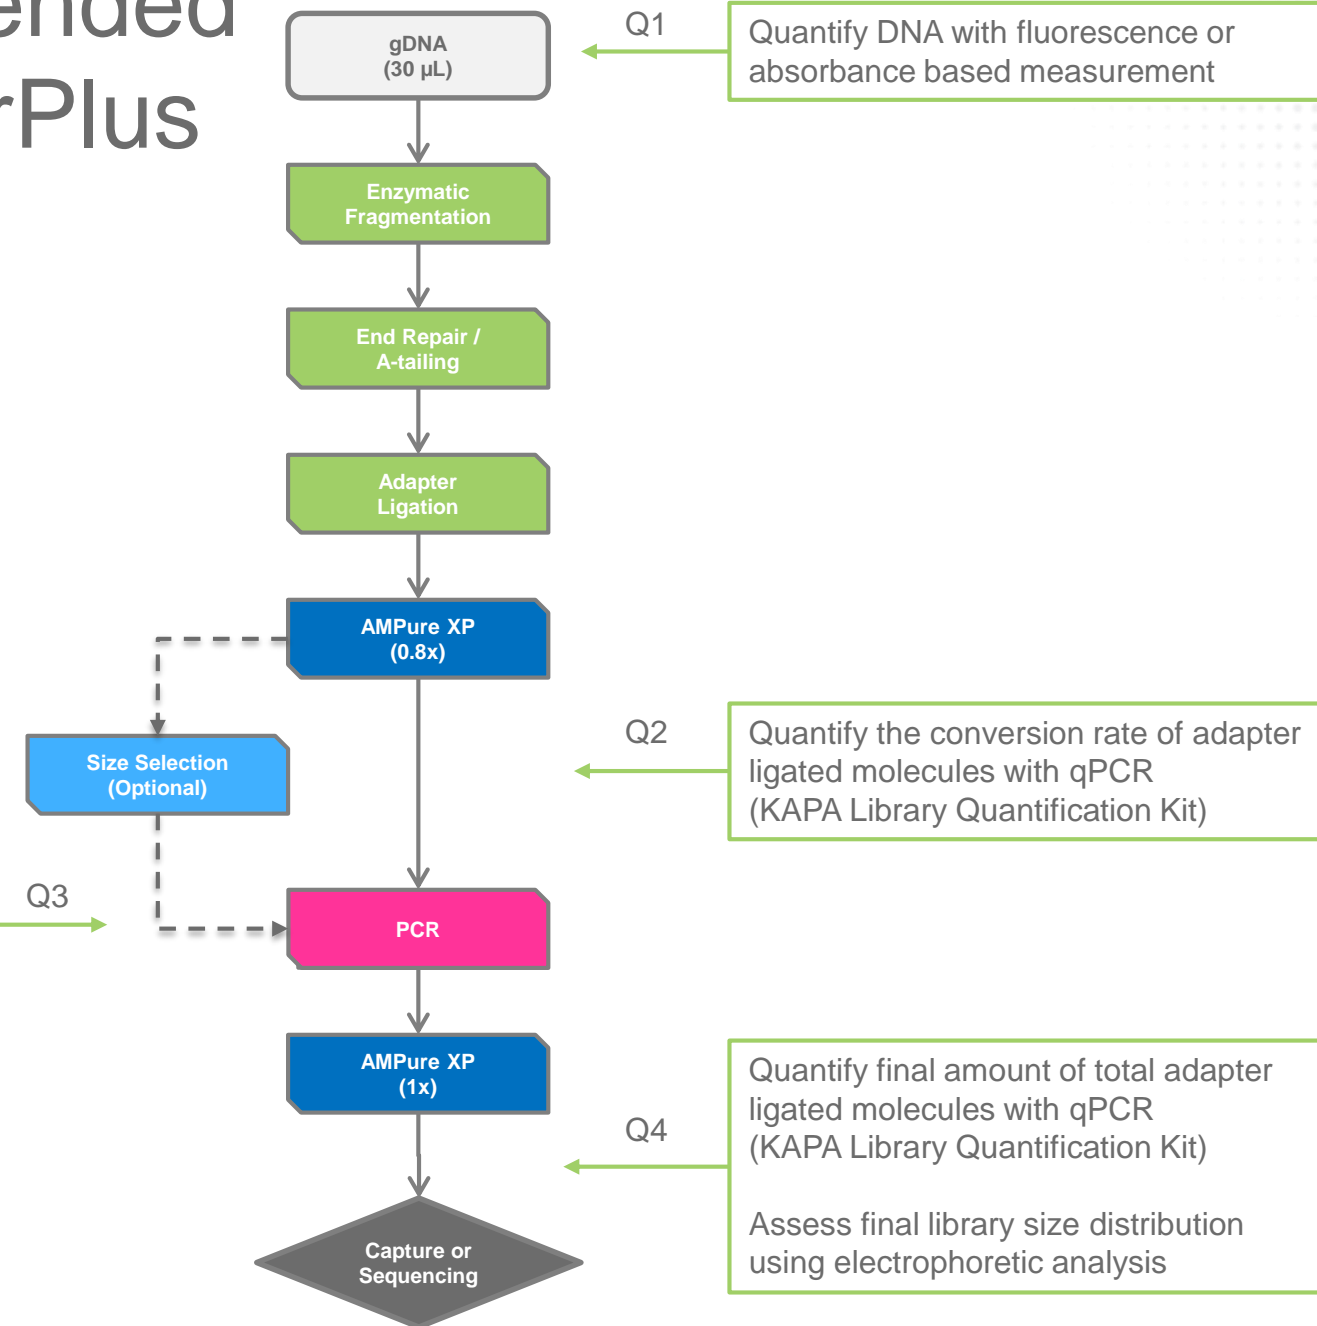 rPlus
gDNA
(30 µL)
Q1
Quantify DNA with fluorescence or
absorbance based measurement
Enzymatic
Fragmentation
End Repair /
A-tailing
Adapter
Ligation
AMPure XP
(0.8x)
Size Selection
(Optional)
Q2
Quantify the conversion rate of adapter
ligated molecules with qPCR
(KAPA Library Quantification Kit)
Q3
PCR
AMPure XP
(1x)
Q4
Quantify final amount of total adapter
ligated molecules with qPCR
(KAPA Library Quantification Kit)
Assess final library size distribution
using electrophoretic analysis
Capture or
Sequencing